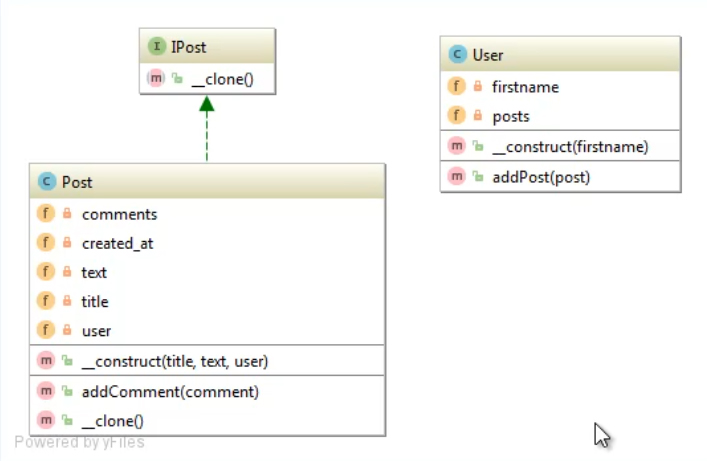 IPost
__clone()
User
firstname
posts
__construct(firstname)
addPost(post)
Post
comments
created_at
text
title
user
__construct(title, text, user)
addComment(comment)
__clone()
Powered by yFiles